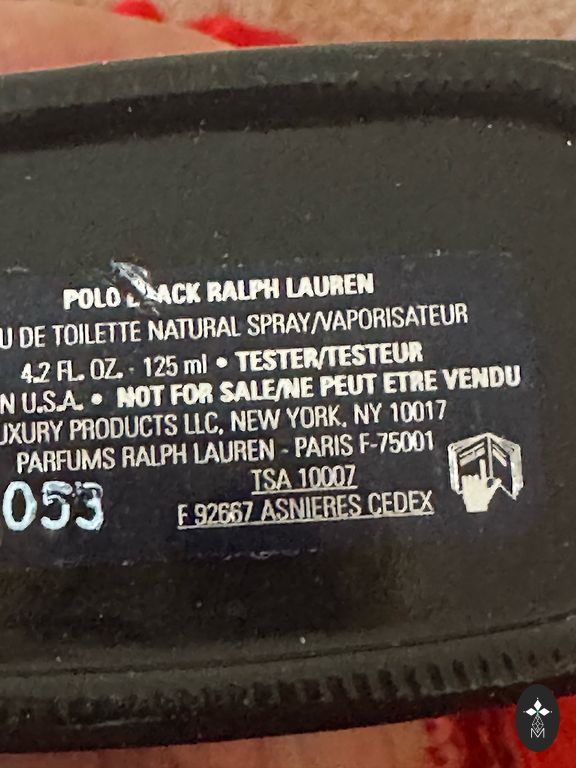 POLO BLACK RALPH LAUREN
U DE TOILETTE NATURAL SPRAY/VAPORISATEUR
4.2 FL. OZ. - 125 ml • TESTER/TESTEUR
N U.S.A. • NOT FOR SALE/NE PEUT ETRE VENDU
UXURY PRODUCTS LLC, NEW YORK, NY 10017
PARFUMS RALPH LAUREN - PARIS F-75001
TSA 10007
F 92667 ASNIERES CEDEX
053
M